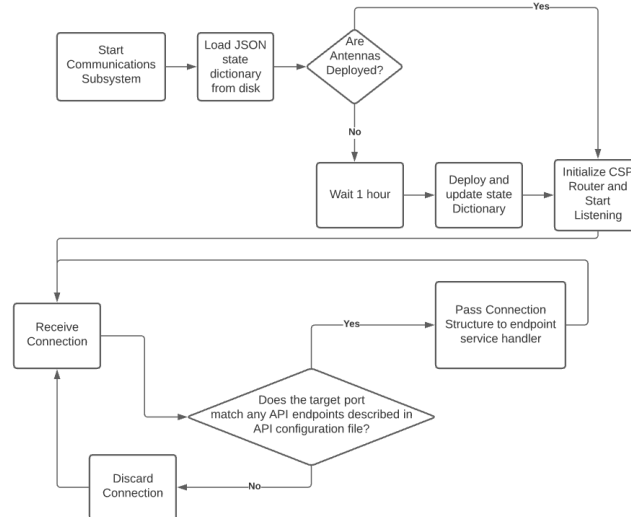 Yes
Start
Communications
Subsystem
Load JSON
state
dictionary
from disk
Are
Antennas
Deployed?
No
Wait 1 hour
Deploy and
update state
Dictionary
Initialize CSP
Router and
Start
Listening
Receive
Connection
Yes
Pass Connection
Structure to endpoint
service handler
Does the target port
match any API endpoints described in
API configuration file?
No
Discard
Connection